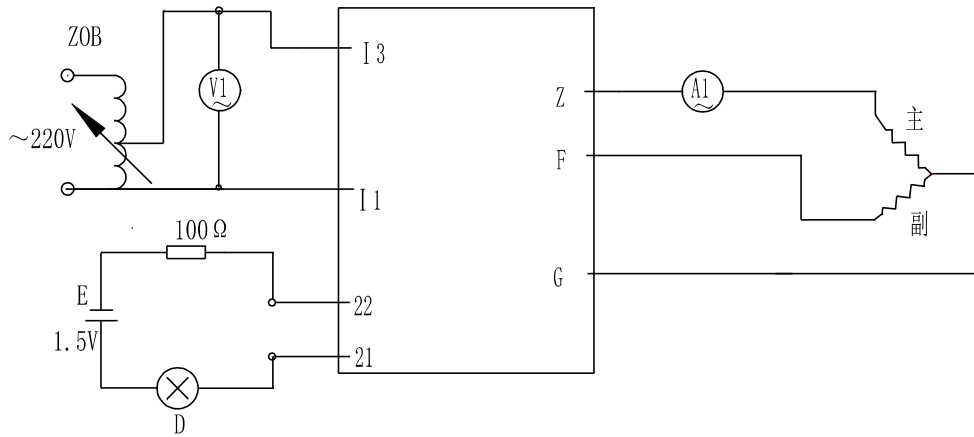 ZOB
I3
V1
~
Z
A1
~
主
~220V
F
I1
副
100Ω
G
E
22
1.5V
21
D